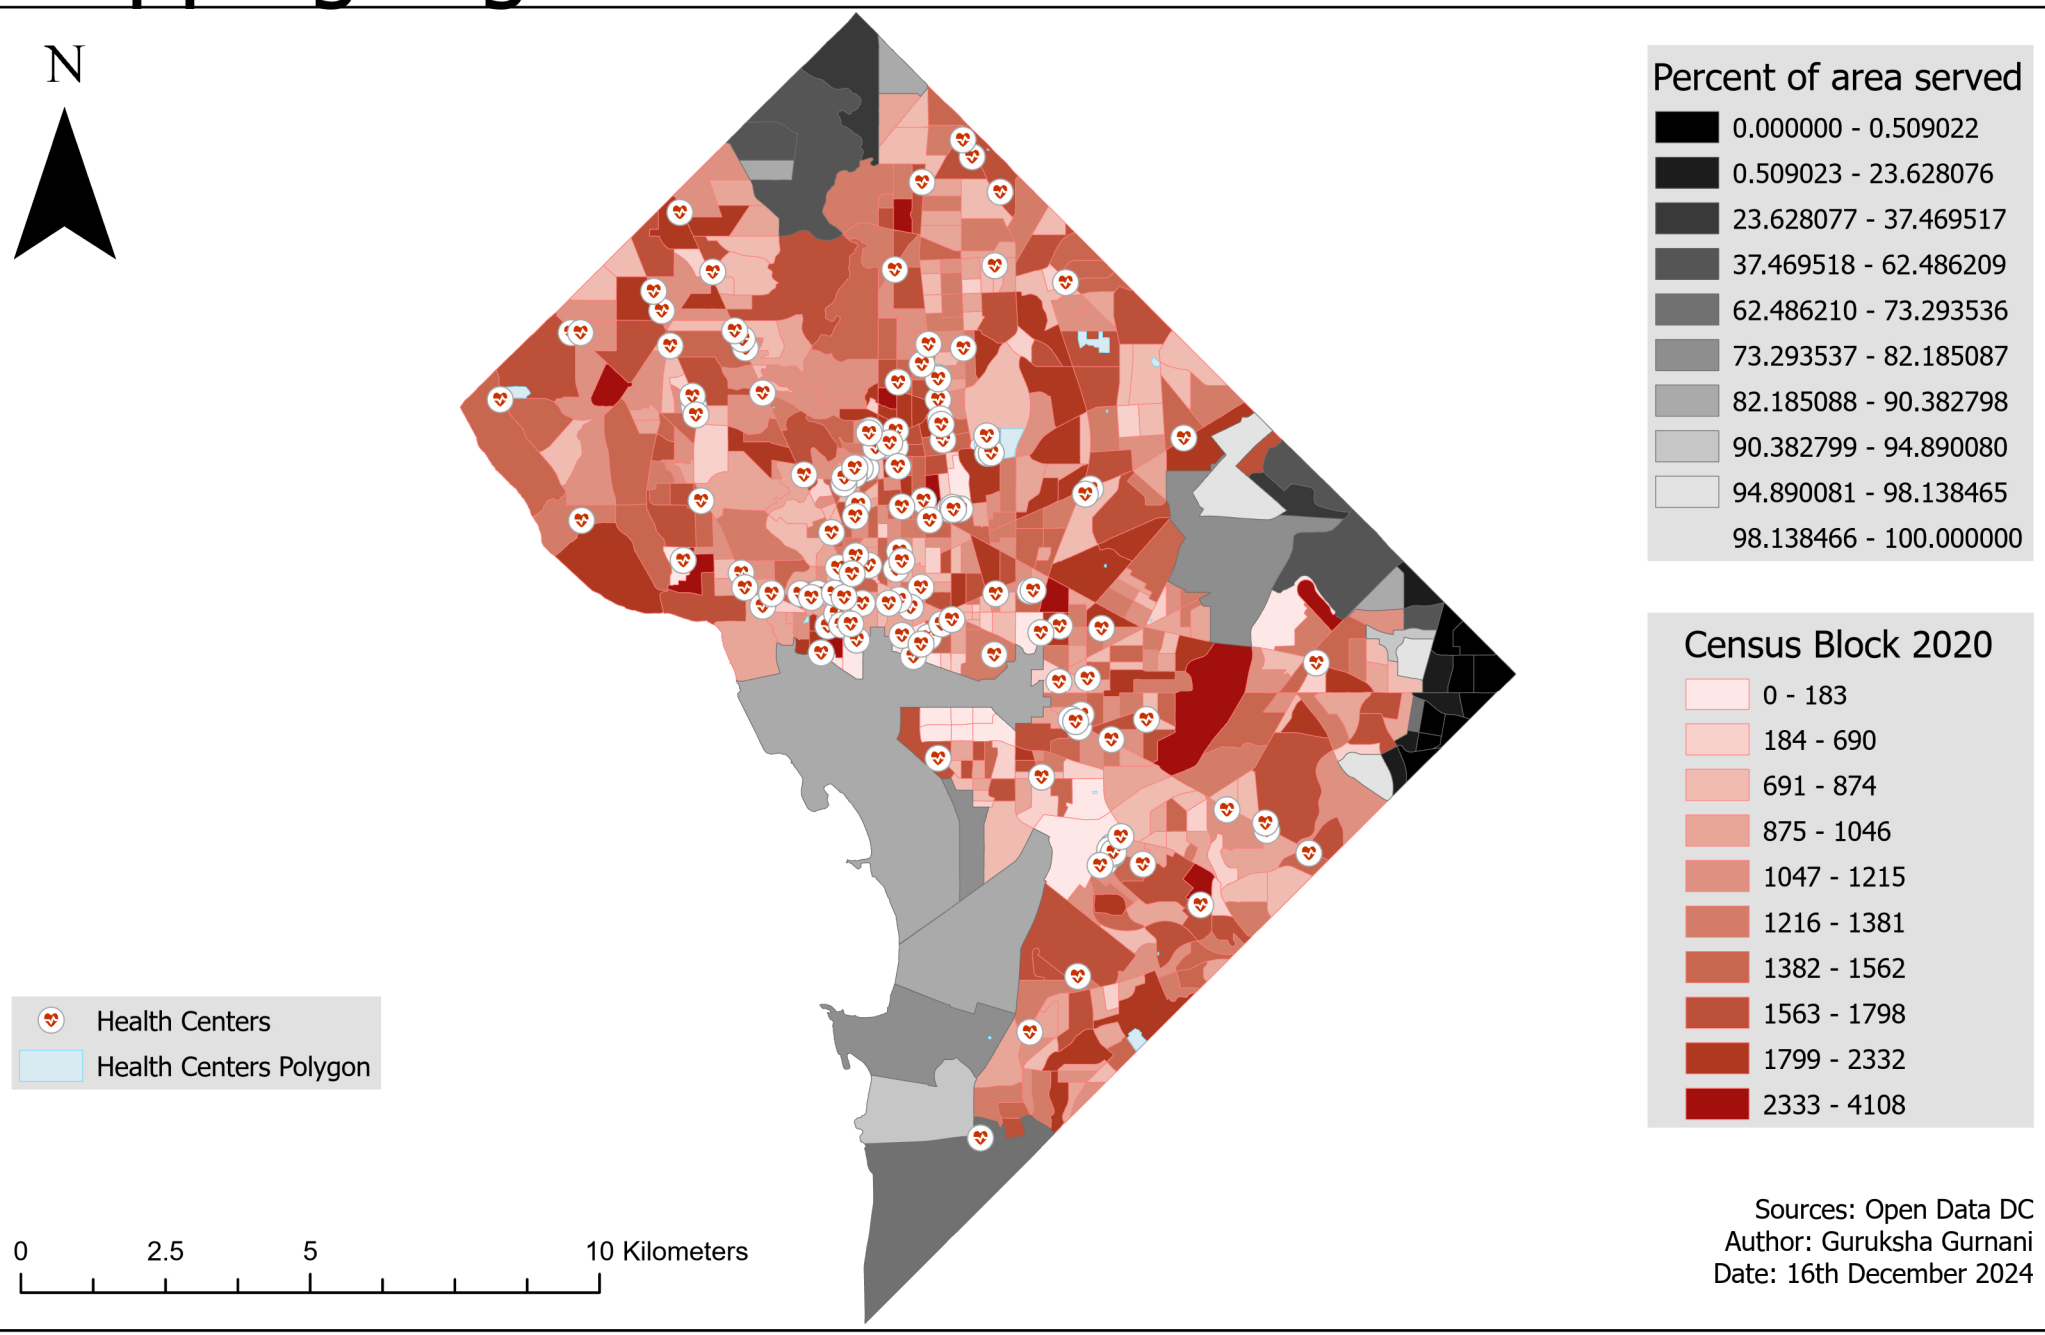 N
Percent of area served
0.000000 - 0.509022
0.509023 - 23.628076
23.628077 - 37.469517
37.469518 - 62.486209
62.486210 - 73.293536
73.293537 - 82.185087
82.185088 - 90.382798
90.382799 - 94.890080
94.890081 - 98.138465
98.138466 - 100.000000
Census Block 2020
0 - 183
184 - 690
691 - 874
875 - 1046
1047 - 1215
1216 - 1381
1382 - 1562
1563 - 1798
1799 - 2332
2333 - 4108
Health Centers
Health Centers Polygon
0 2.5 5 10 Kilometers
Sources: Open Data DC
Author: Guruksha Gurnani
Date: 16th December 2024